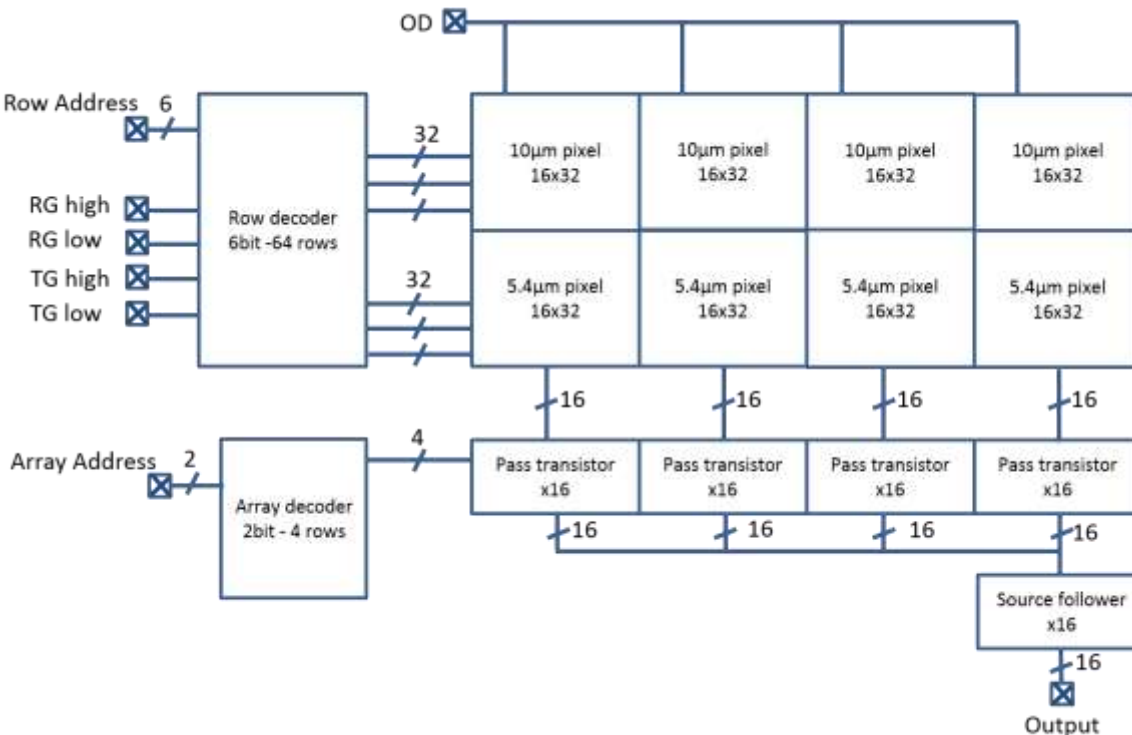 OD
Row Address 6
RG high
RG low
TG high
TG low
Row decoder
6bit -64 rows
32
32
10µm pixel
16x32
10µm pixel
16x32
10µm pixel
16x32
10µm pixel
16x32
5.4µm pixel
16x32
5.4µm pixel
16x32
5.4µm pixel
16x32
5.4µm pixel
16x32
16
16
16
16
Array Address 2
Array decoder
2bit - 4 rows
4
Pass transistor
x16
Pass transistor
x16
Pass transistor
x16
Pass transistor
x16
16
16
16
16
Source follower
x16
16
Output